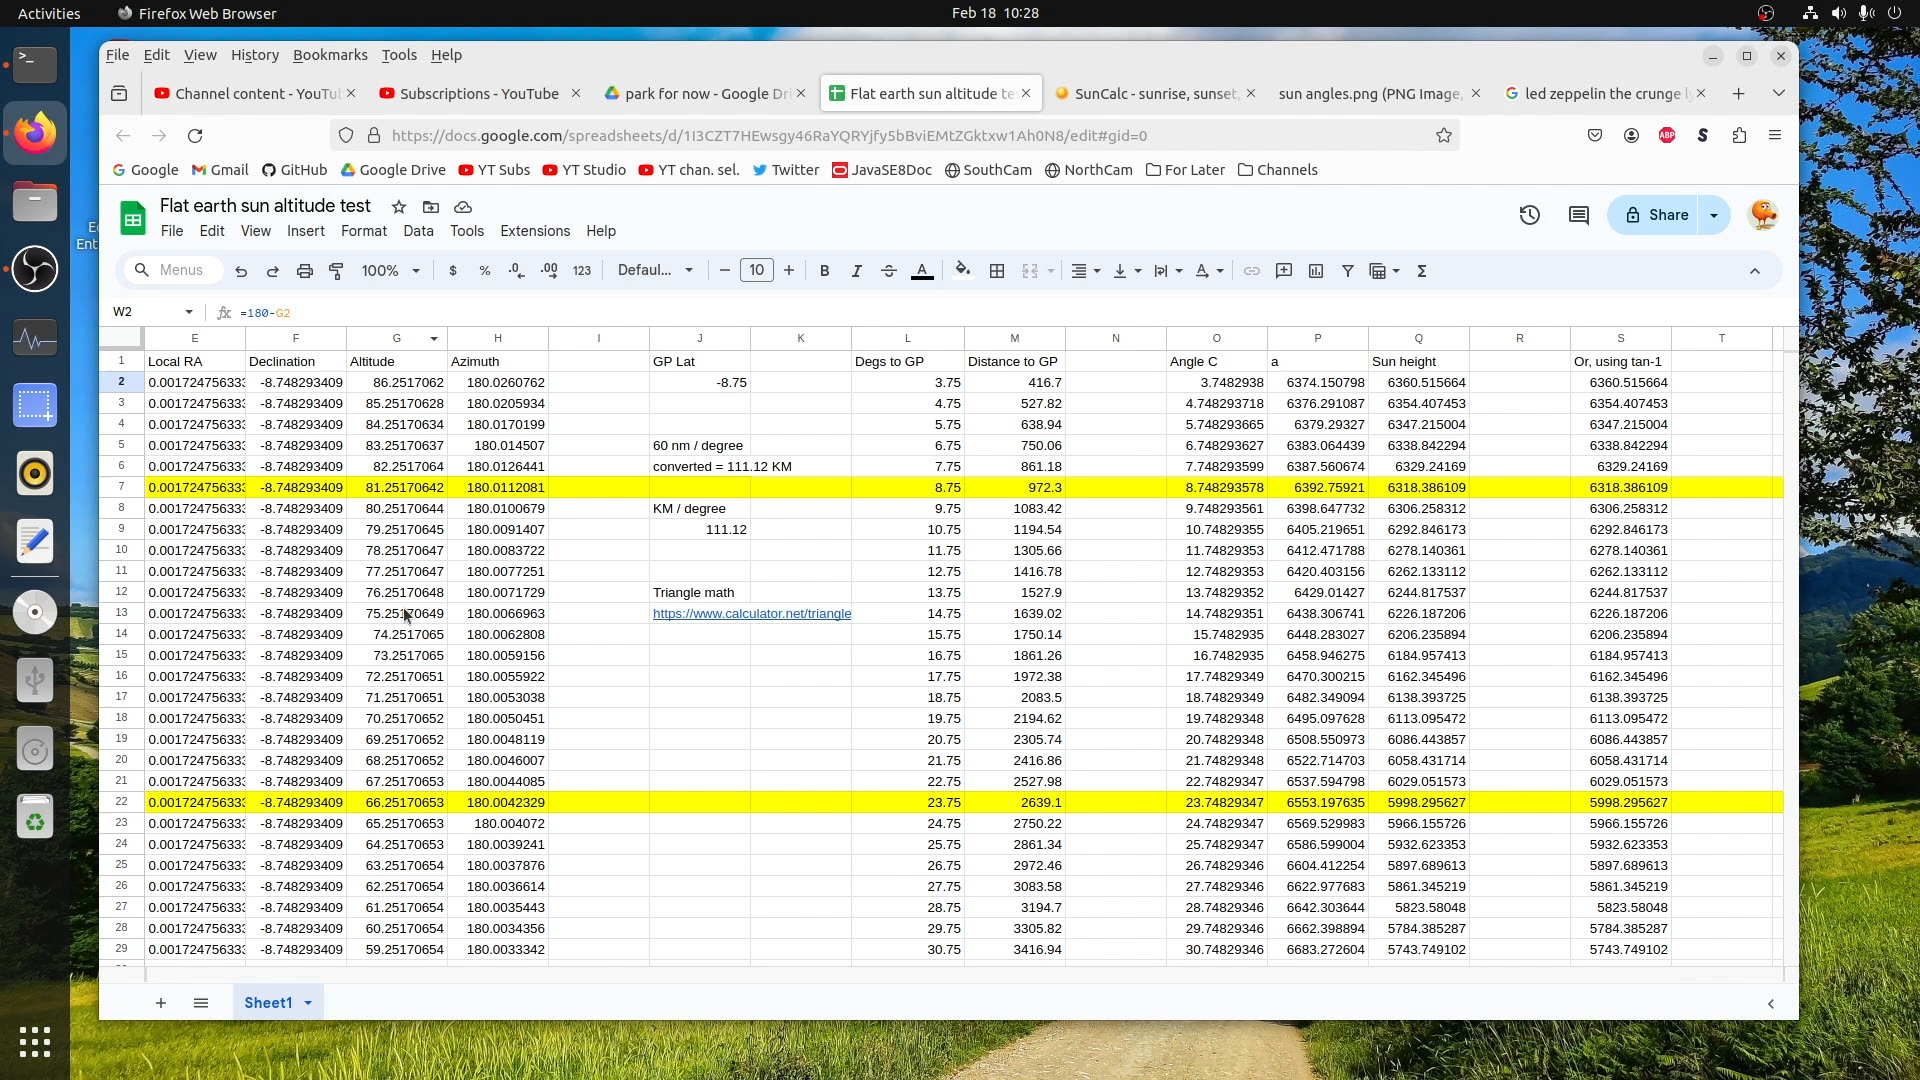 Activities
Firefox Web Browser
Feb 18 10:28
File Edit View History Bookmarks Tools Help
Channel content - YouTu
Subscriptions - YouTube
park for now - Google Dri
Flat earth sun altitude te
SunCalc - sunrise, sunset,
sun angles.png (PNG Image,
led zeppelin the crunge l
https://docs.google.com/spreadsheets/d/1I3CZT7HEwsgy46RaYQRYjfy5bBviEMtZGktxw1Ah0N8/edit#gid=0
ABP
S
Google Gmail GitHub Google Drive YT Subs YT Studio YT chan. sel. Twitter JavaSE8Doc SouthCam NorthCam For Later Channels
Flat earth sun altitude test
File Edit View Insert Format Data Tools Extensions Help
Share
Menus 100% $ % .0 .00 123 Defaul... 10 B I S A Σ
W2 fx =180-G2
E F G H I J K L M N O P Q R S T
1 Local RA Declination Altitude Azimuth GP Lat Degs to GP Distance to GP Angle C a Sun height Or, using tan-1
2 0.001724756333 -8.748293409 86.2517062 180.0260762 -8.75 3.75 416.7 3.7482938 6374.150798 6360.515664 6360.515664
3 0.001724756333 -8.748293409 85.25170628 180.0205934 4.75 527.82 4.748293718 6376.291087 6354.407453 6354.407453
4 0.001724756333 -8.748293409 84.25170634 180.0170199 5.75 638.94 5.748293665 6379.29327 6347.215004 6347.215004
5 0.001724756333 -8.748293409 83.25170637 180.014507 60 nm / degree 6.75 750.06 6.748293627 6383.064439 6338.842294 6338.842294
6 0.001724756333 -8.748293409 82.2517064 180.0126441 converted = 111.12 KM 7.75 861.18 7.748293599 6387.560674 6329.24169 6329.24169
7 0.001724756333 -8.748293409 81.25170642 180.0112081 8.75 972.3 8.748293578 6392.75921 6318.386109 6318.386109
8 0.001724756333 -8.748293409 80.25170644 180.0100679 KM / degree 9.75 1083.42 9.748293561 6398.647732 6306.258312 6306.258312
9 0.001724756333 -8.748293409 79.25170645 180.0091407 111.12 10.75 1194.54 10.74829355 6405.219651 6292.846173 6292.846173
10 0.001724756333 -8.748293409 78.25170647 180.0083722 11.75 1305.66 11.74829353 6412.471788 6278.140361 6278.140361
11 0.001724756333 -8.748293409 77.25170647 180.0077251 12.75 1416.78 12.74829353 6420.403156 6262.133112 6262.133112
12 0.001724756333 -8.748293409 76.25170648 180.0071729 Triangle math 13.75 1527.9 13.74829352 6429.01427 6244.817537 6244.817537
13 0.001724756333 -8.748293409 75.25170649 180.0066963 https://www.calculator.net/triangle 14.75 1639.02 14.74829351 6438.306741 6226.187206 6226.187206
14 0.001724756333 -8.748293409 74.2517065 180.0062808 15.75 1750.14 15.7482935 6448.283027 6206.235894 6206.235894
15 0.001724756333 -8.748293409 73.2517065 180.0059156 16.75 1861.26 16.7482935 6458.946275 6184.957413 6184.957413
16 0.001724756333 -8.748293409 72.25170651 180.0055922 17.75 1972.38 17.74829349 6470.300215 6162.345496 6162.345496
17 0.001724756333 -8.748293409 71.25170651 180.0053038 18.75 2083.5 18.74829349 6482.349094 6138.393725 6138.393725
18 0.001724756333 -8.748293409 70.25170652 180.0050451 19.75 2194.62 19.74829348 6495.097628 6113.095472 6113.095472
19 0.001724756333 -8.748293409 69.25170652 180.0048119 20.75 2305.74 20.74829348 6508.550973 6086.443857 6086.443857
20 0.001724756333 -8.748293409 68.25170652 180.0046007 21.75 2416.86 21.74829348 6522.714703 6058.431714 6058.431714
21 0.001724756333 -8.748293409 67.25170653 180.0044085 22.75 2527.98 22.74829347 6537.594798 6029.051573 6029.051573
22 0.001724756333 -8.748293409 66.25170653 180.0042329 23.75 2639.1 23.74829347 6553.197635 5998.295627 5998.295627
23 0.001724756333 -8.748293409 65.25170653 180.004072 24.75 2750.22 24.74829347 6569.529983 5966.155726 5966.155726
24 0.001724756333 -8.748293409 64.25170653 180.0039241 25.75 2861.34 25.74829347 6586.599004 5932.623353 5932.623353
25 0.001724756333 -8.748293409 63.2517654 180.0037876 26.75 2972.46 26.74829346 6604.412254 5897.689613 5897.689613
26 0.001724756333 -8.748293409 62.25170654 180.0036614 27.75 3083.58 27.74829346 6622.977683 5861.345219 5861.345219
27 0.001724756333 -8.748293409 61.25170654 180.0035443 28.75 3194.7 28.74829346 6642.303644 5823.58048 5823.58048
28 0.001724756333 -8.748293409 60.25170654 180.0034356 29.75 3305.82 29.74829346 6662.398894 5784.385287 5784.385287
29 0.001724756333 -8.748293409 59.25170654 180.0033342 30.75 3416.94 30.74829346 6683.272604 5743.749102 5743.749102
Sheet1